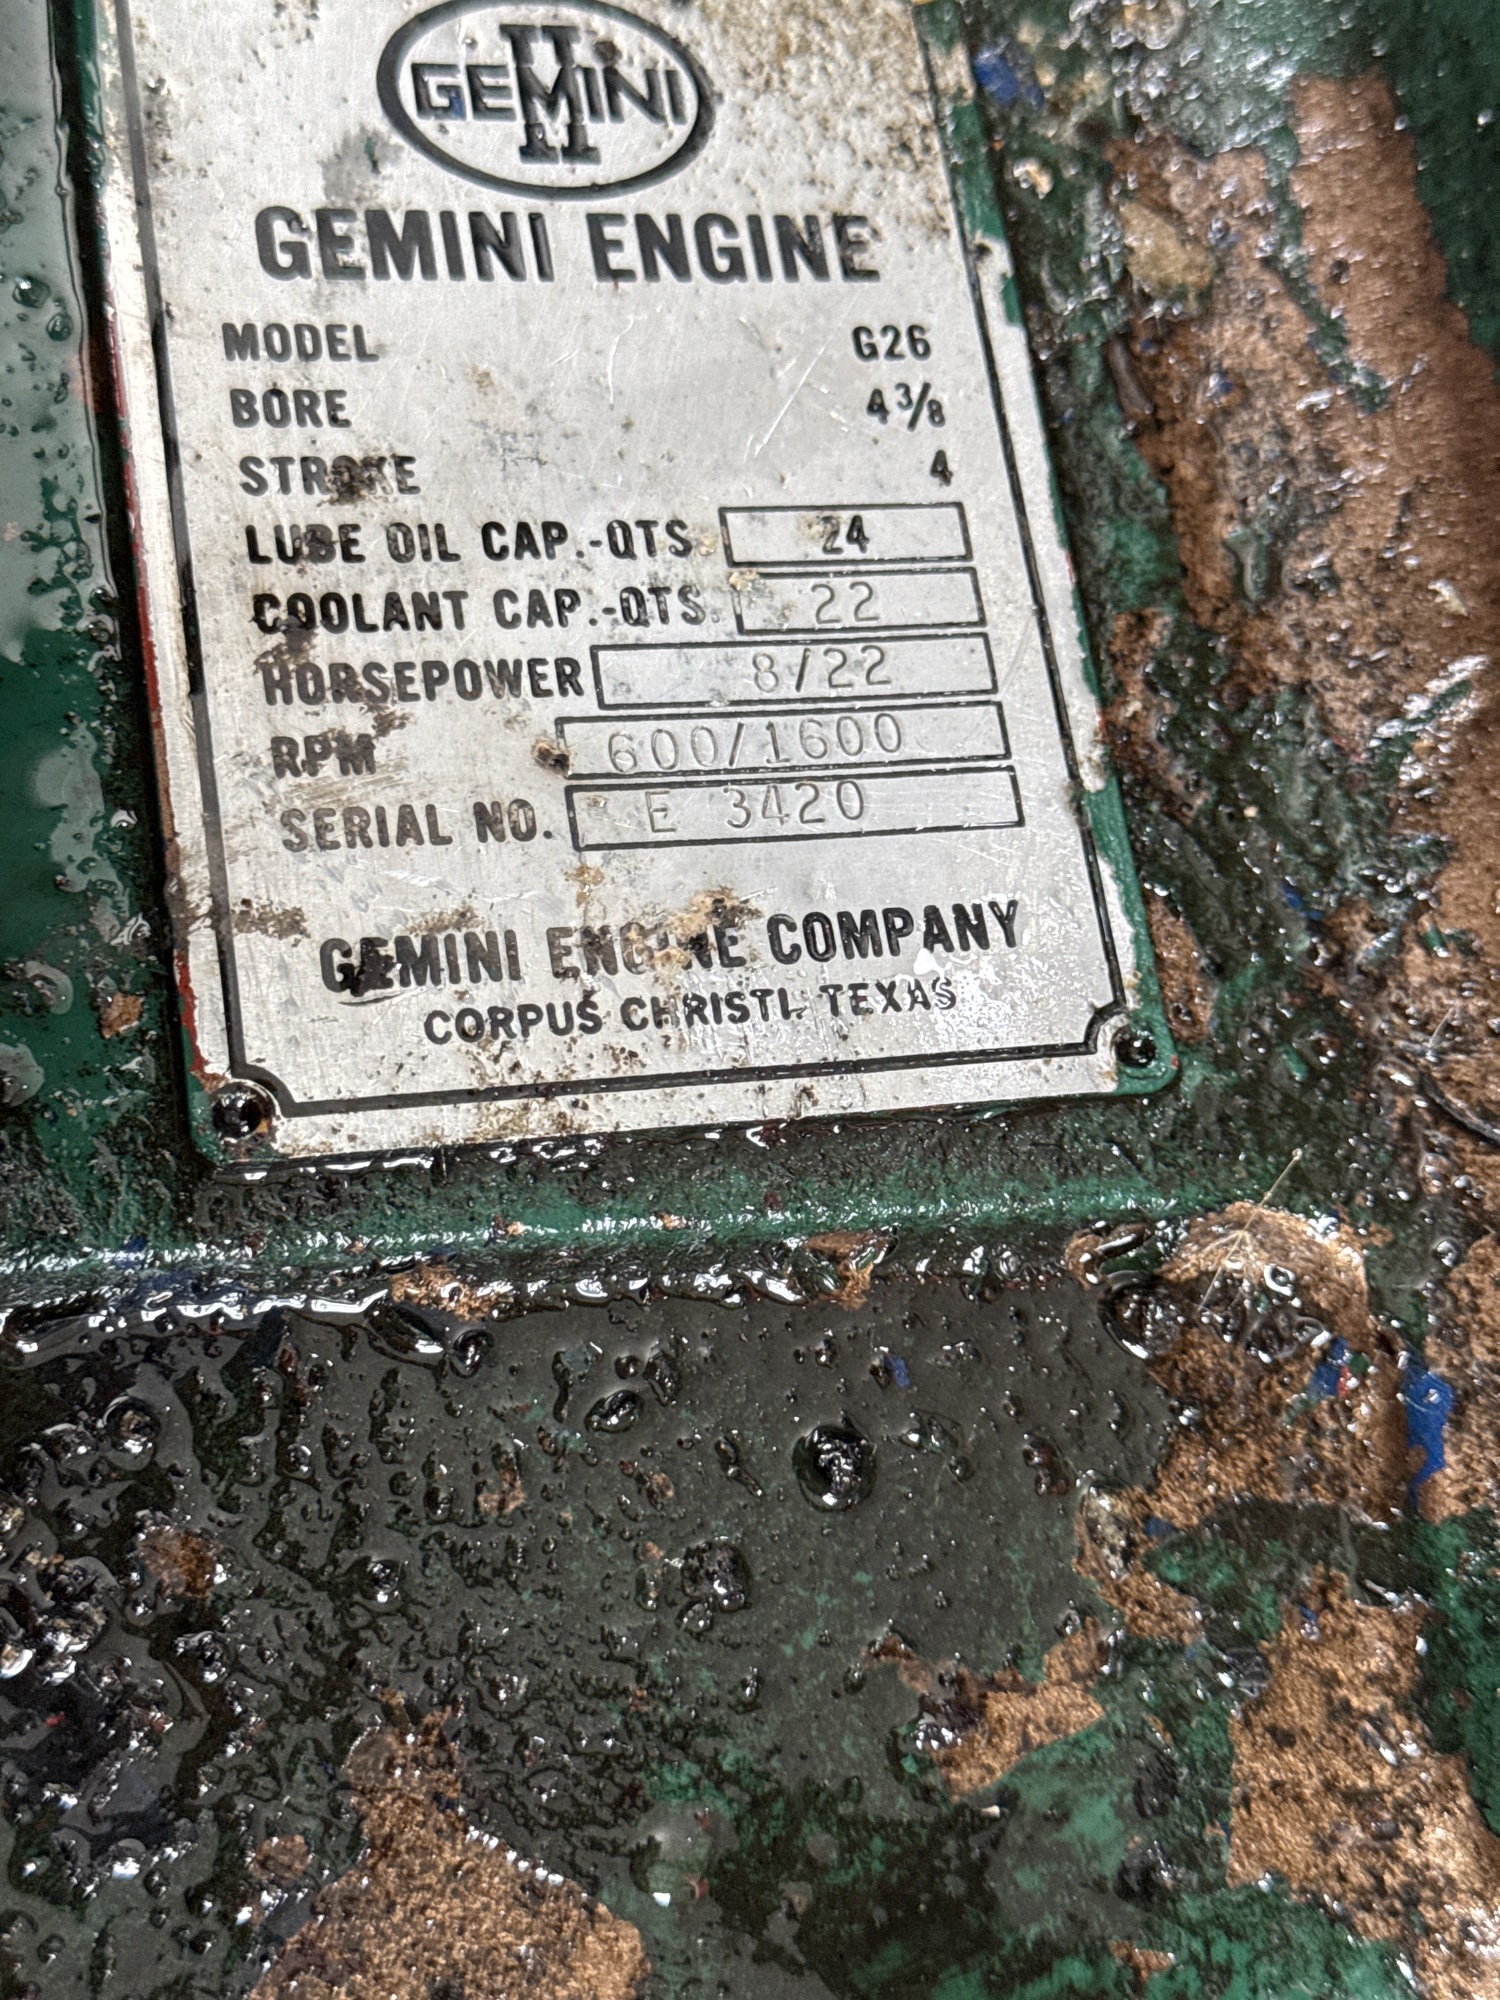 GEMINI II
GEMINI ENGINE
MODEL G26
BORE 4 3/8
STROKE 4
LUBE OIL CAP.-QTS. 24
COOLANT CAP.-QTS. 22
HORSEPOWER 8/22
RPM 600/1600
SERIAL NO. E 3420
GEMINI ENGINE COMPANY
CORPUS CHRISTI, TEXAS